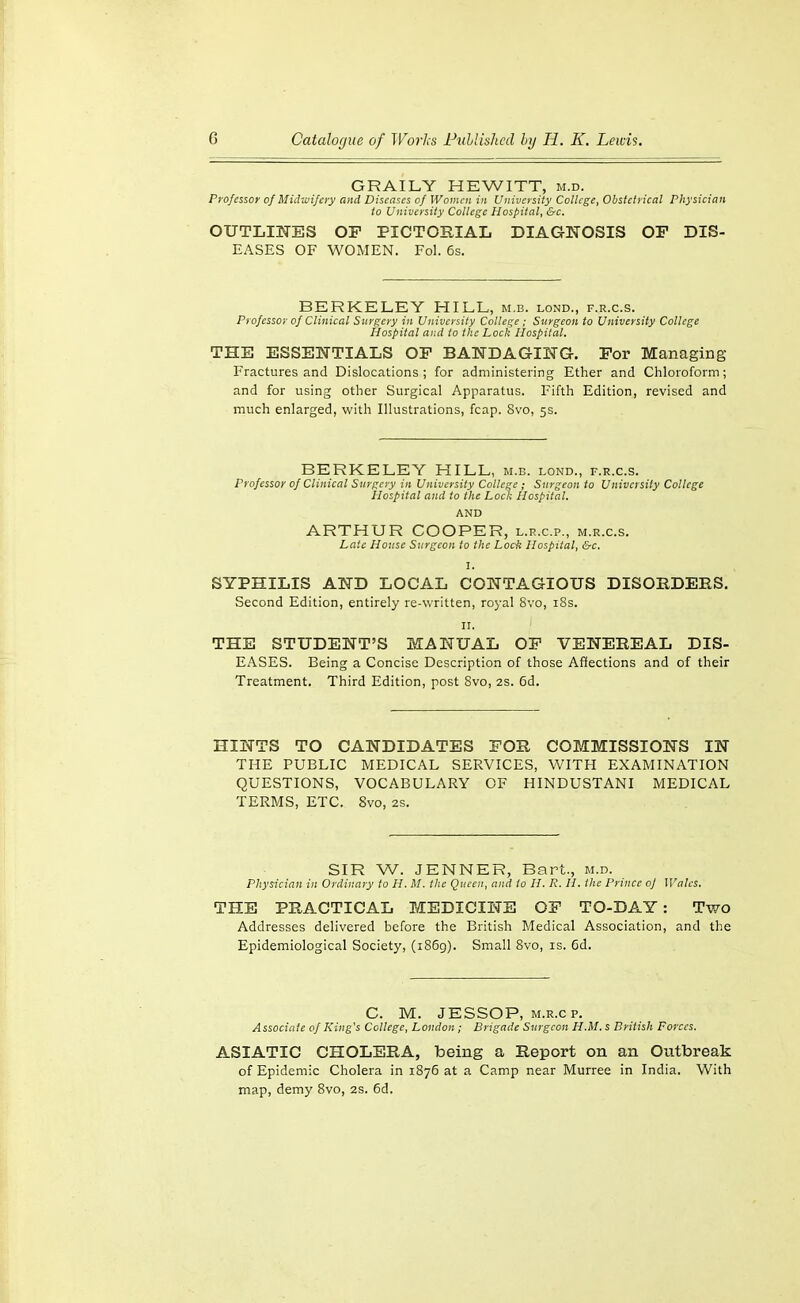 6 Catalogue of Works Published by H. K. Lewis.
GRAILY HEWITT, M.D.
Professor of Midwifery and Diseases of Women in University College, Obstetrical Physician
to University College Hospital, &c.
OUTLINES OF PICTORIAL DIAGNOSIS OF DIS-
EASES OF WOMEN. Fol. 6s.
BERKELEY HILL, M.B. LOND., F.R.C.S.
Professor of Clinical Surgery in University College; Surgeon to University College
Hospital and to the Lock Hospital.
THE ESSENTIALS OF BANDAGING. For Managing
Fractures and Dislocations; for administering Ether and Chloroform;
and for using other Surgical Apparatus. Fifth Edition, revised and
much enlarged, with Illustrations, fcap. 8vo, 5s.
BERKELEY HILL, M.B. LOND., F.R.C.S.
Professor of Clinical Surgery in University College; Surgeon to University College
Hospital and to the Lock Hospital.
AND
ARTHUR COOPER, L.R.C.P., M.R.C.S.
Late House Surgeon to the Lock Hospital, &c.
I.
SYPHILIS AND LOCAL CONTAGIOUS DISORDERS.
Second Edition, entirely re-written, royal 8vo, 18s.
II.
THE STUDENT'S MANUAL OF VENEREAL DIS-
EASES. Being a Concise Description of those Affections and of their
Treatment. Third Edition, post 8vo, 2s. 6d.
HINTS TO CANDIDATES FOR COMMISSIONS IN
THE PUBLIC MEDICAL SERVICES, WITH EXAMINATION
QUESTIONS, VOCABULARY OF HINDUSTANI MEDICAL
TERMS, ETC. 8vo, 2s.
SIR W. JENNER, Bart., M.D.
Physician in Ordinary to H. M. the Queen, and to H. R. H. the Prince of Wales.
THE PRACTICAL MEDICINE OF TO-DAY: Two
Addresses delivered before the British Medical Association, and the
Epidemiological Society, (1869). Small 8vo, 1s. 6d.
C. M. JESSOP, M.R.C P.
Associate of King's College, London; Brigade Surgeon H.M. s British Forces.
ASIATIC CHOLERA, being a Report on an Outbreak
of Epidemic Cholera in 1876 at a Camp near Murree in India. With
map, demy 8vo, 2s. 6d.